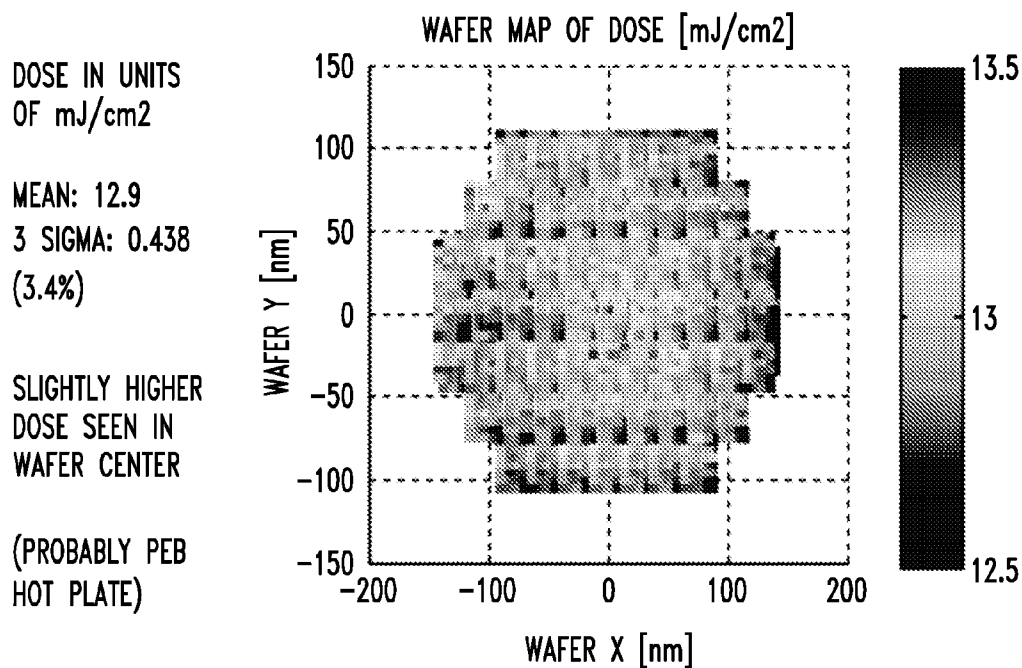 WAFER MAP OF DOSE [mJ/cm2]
DOSE IN UNITS
OF mJ/cm2
MEAN: 12.9
3 SIGMA: 0.438
(3.4%)
SLIGHTLY HIGHER
DOSE SEEN IN
WAFER CENTER
(PROBABLY PEB
HOT PLATE)
WAFER Y [nm]
150
100
50
0
-50
-100
-150
-200 -100 0 100 200
WAFER X [nm]
13.5
13
12.5